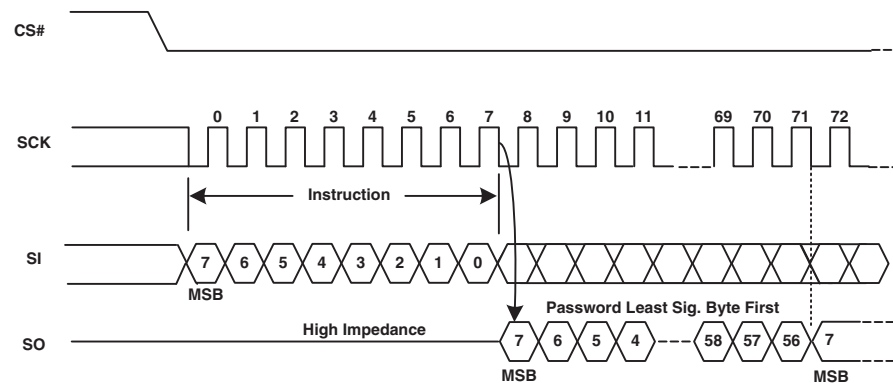 CS#
0 1 2 3 4 5 6 7 8 9 10 11 69 70 71 72
SCK
Instruction
SI
7 6 5 4 3 2 1 0
MSB
Password Least Sig. Byte First
High Impedance
SO
7 6 5 4 58 57 56 7
MSB MSB